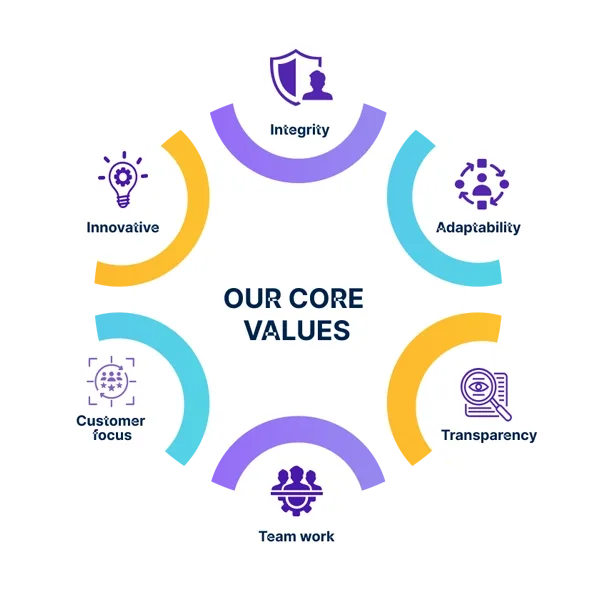 Integrity
Innovative
Adaptability
OUR CORE
VALUES
Customer
focus
Transparency
Team work